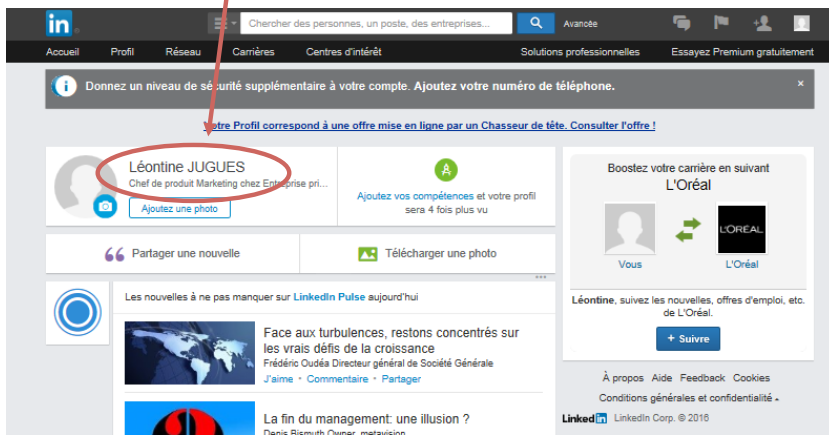 in
Chercher des personnes, un poste, des entreprises...
Avancée
Accueil Profil Réseau Carrières Centres d'intérêt Solutions professionnelles Essayez Premium gratuitement
Donnez un niveau de sécurité supplémentaire à votre compte. Ajoutez votre numéro de téléphone.
×
Votre Profil correspond à une offre mise en ligne par un Chasseur de tête. Consulter l'offre !
Léontine JUGUES
Chef de produit Marketing chez Entreprise pri...
Ajoutez une photo
Ajoutez vos compétences et votre profil
sera 4 fois plus vu
Partager une nouvelle
Télécharger une photo
Les nouvelles à ne pas manquer sur LinkedIn Pulse aujourd'hui
Face aux turbulences, restons concentrés sur
les vrais défis de la croissance
Frédéric Oudéa Directeur général de Société Générale
J'aime • Commentaire • Partager
La fin du management: une illusion ?
Denis Bismuth Owner, metavision
Boostez votre carrière en suivant
L'Oréal
L'ORÉAL
Vous L'Oréal
Léontine, suivez les nouvelles, offres d'emploi, etc.
de L'Oréal.
+ Suivre
À propos Aide Feedback Cookies
Conditions générales et confidentialité
LinkedIn LinkedIn Corp. © 2016